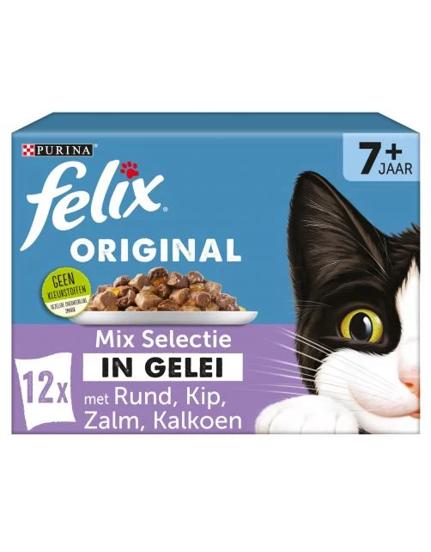 PURINA
felix
ORIGINAL
7+
JAAR
GEEN
KLEURSTOFFEN
Mix Selectie
IN GELEI
12x
met Rund, Kip,
Zalm, Kalkoen